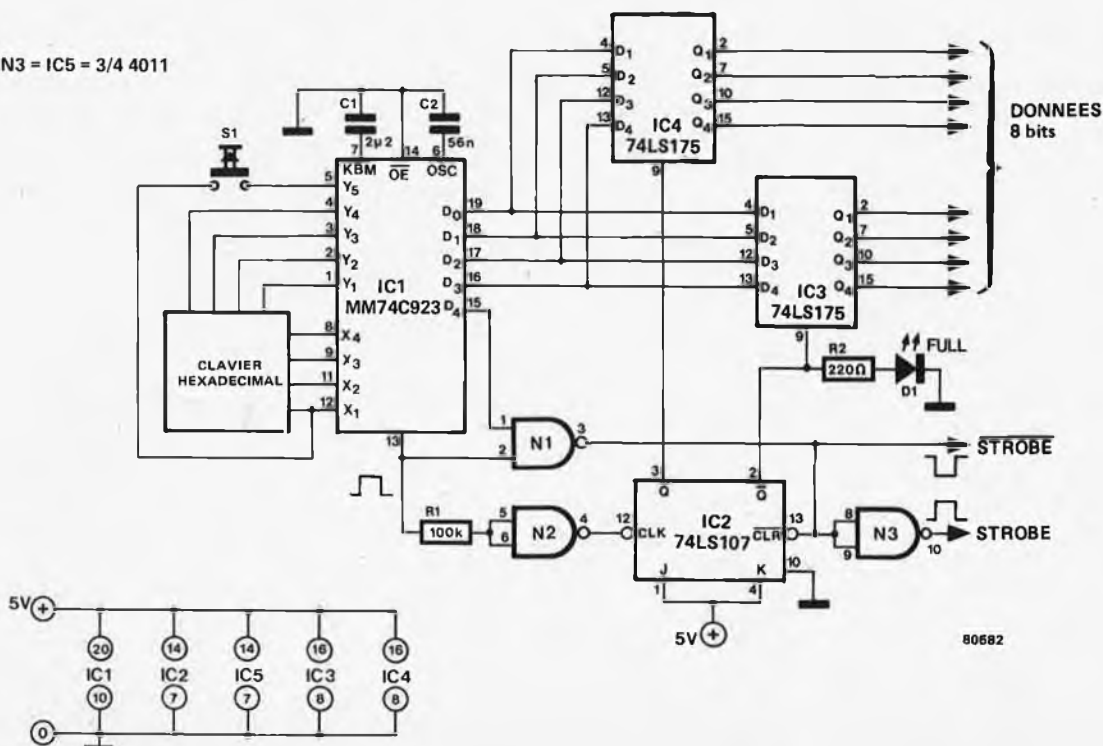 N3 = IC5 = 3/4 4011
C1
C2
2µ2
56n
S1
7
14
6
KBM
OE
OSC
5
Y5
4
Y4
3
Y3
2
Y2
1
Y1
8
X4
9
X3
11
X2
12
X1
13
IC1
MM74C923
D0
19
D1
18
D2
17
D3
16
D4
15
CLAVIER
HEXADECIMAL
4
D1
5
D2
12
D3
13
D4
Q1
2
Q2
7
Q3
10
Q4
15
IC4
74LS175
9
4
D1
5
D2
12
D3
13
D4
Q1
2
Q2
7
Q3
10
Q4
15
IC3
74LS175
9
DONNEES
8 bits
R2
220Ω
FULL
D1
1
2
N1
3
STROBE
R1
100k
5
6
N2
4
12
CLK
3
Q
2
Q
IC2
74LS107
13
CLR
J
1
K
4
10
8
9
N3
10
STROBE
5V
80682
5V
20
14
14
16
16
IC1
IC2
IC5
IC3
IC4
10
7
7
8
8
0